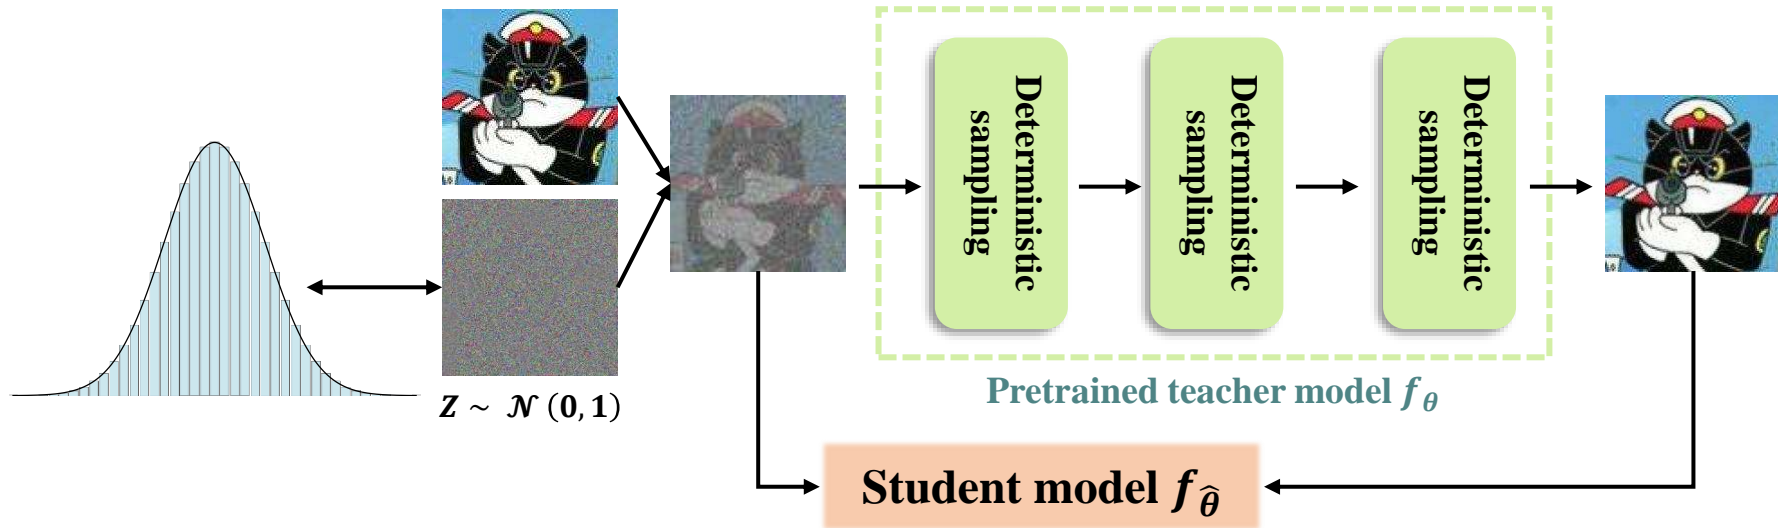 Z ~ 𝒩 (0, 1)
Deterministic
sampling
Deterministic
sampling
Deterministic
sampling
Pretrained teacher model f_θ
Student model f_θ̂